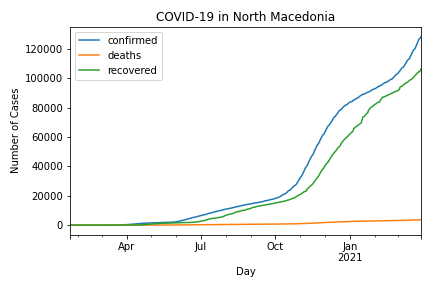 COVID-19 in North Macedonia
confirmed
deaths
recovered
Number of Cases
120000
100000
80000
60000
40000
20000
0
Apr
Jul
Oct
Jan
2021
Day